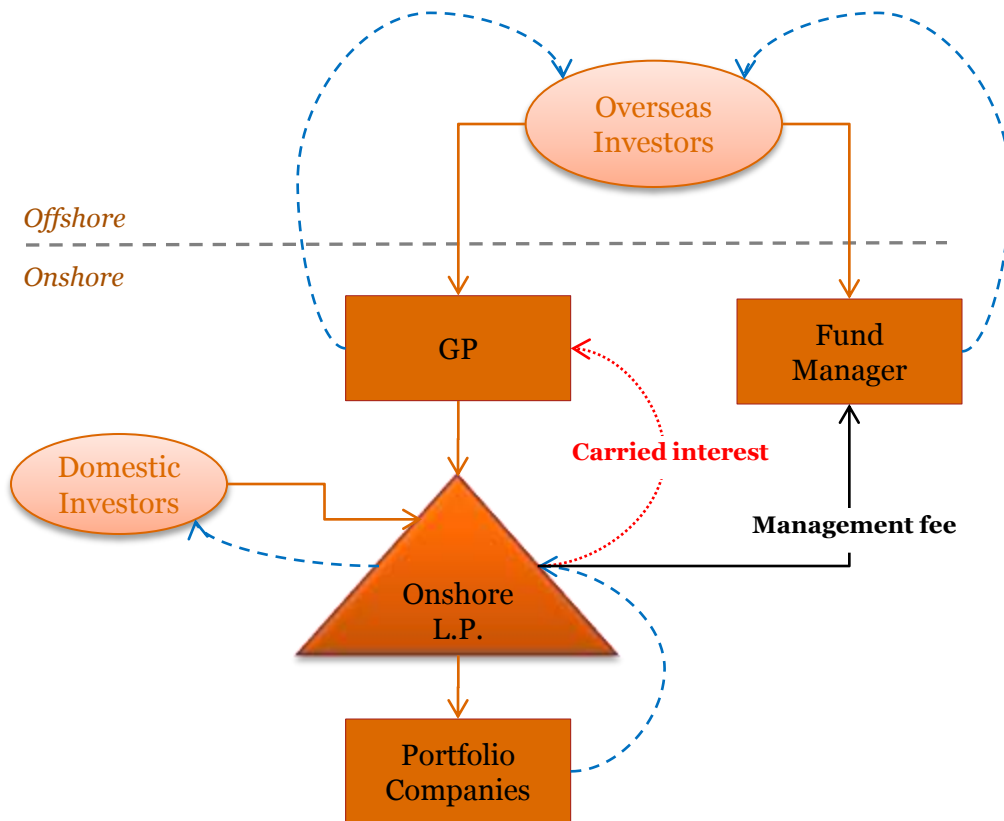 Overseas
Investors
Offshore
Onshore
GP
Fund
Manager
Carried interest
Domestic
Investors
Management fee
Onshore
L.P.
Portfolio
Companies